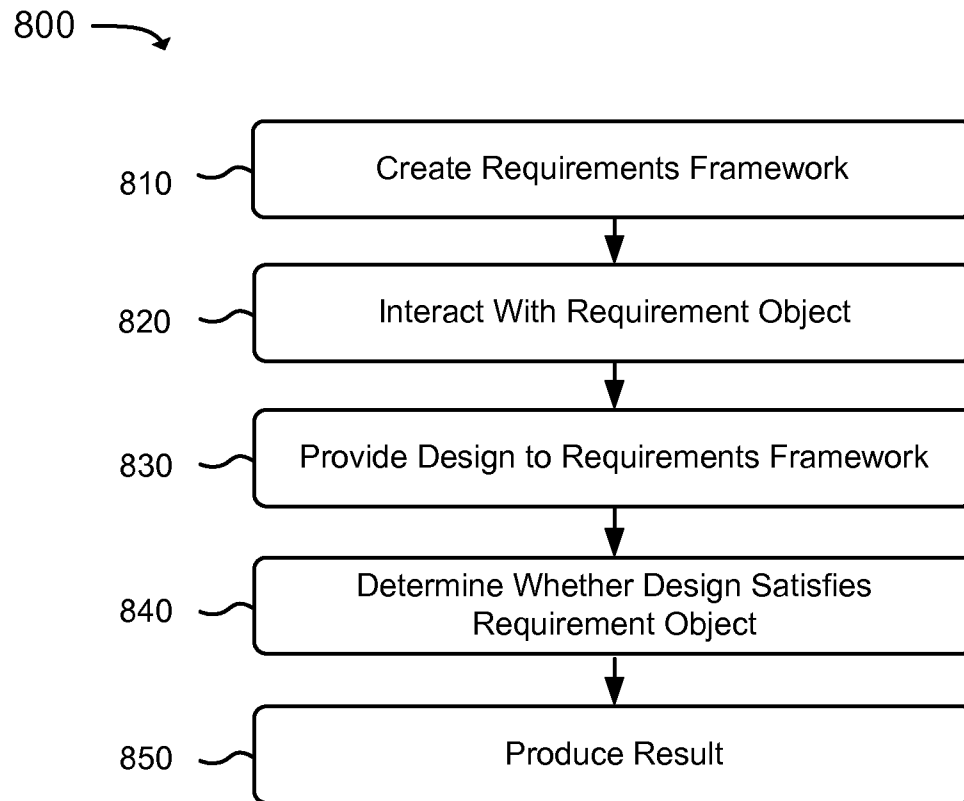 800
810
Create Requirements Framework
820
Interact With Requirement Object
830
Provide Design to Requirements Framework
840
Determine Whether Design Satisfies
Requirement Object
850
Produce Result